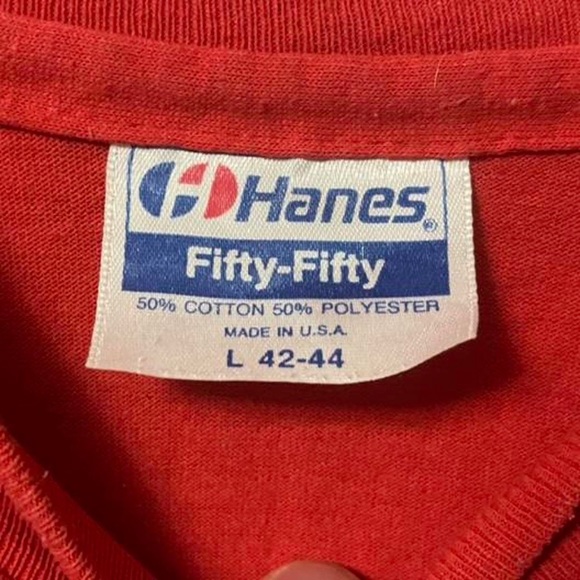 Hanes®
Fifty-Fifty
50% COTTON 50% POLYESTER
MADE IN U.S.A.
L 42-44